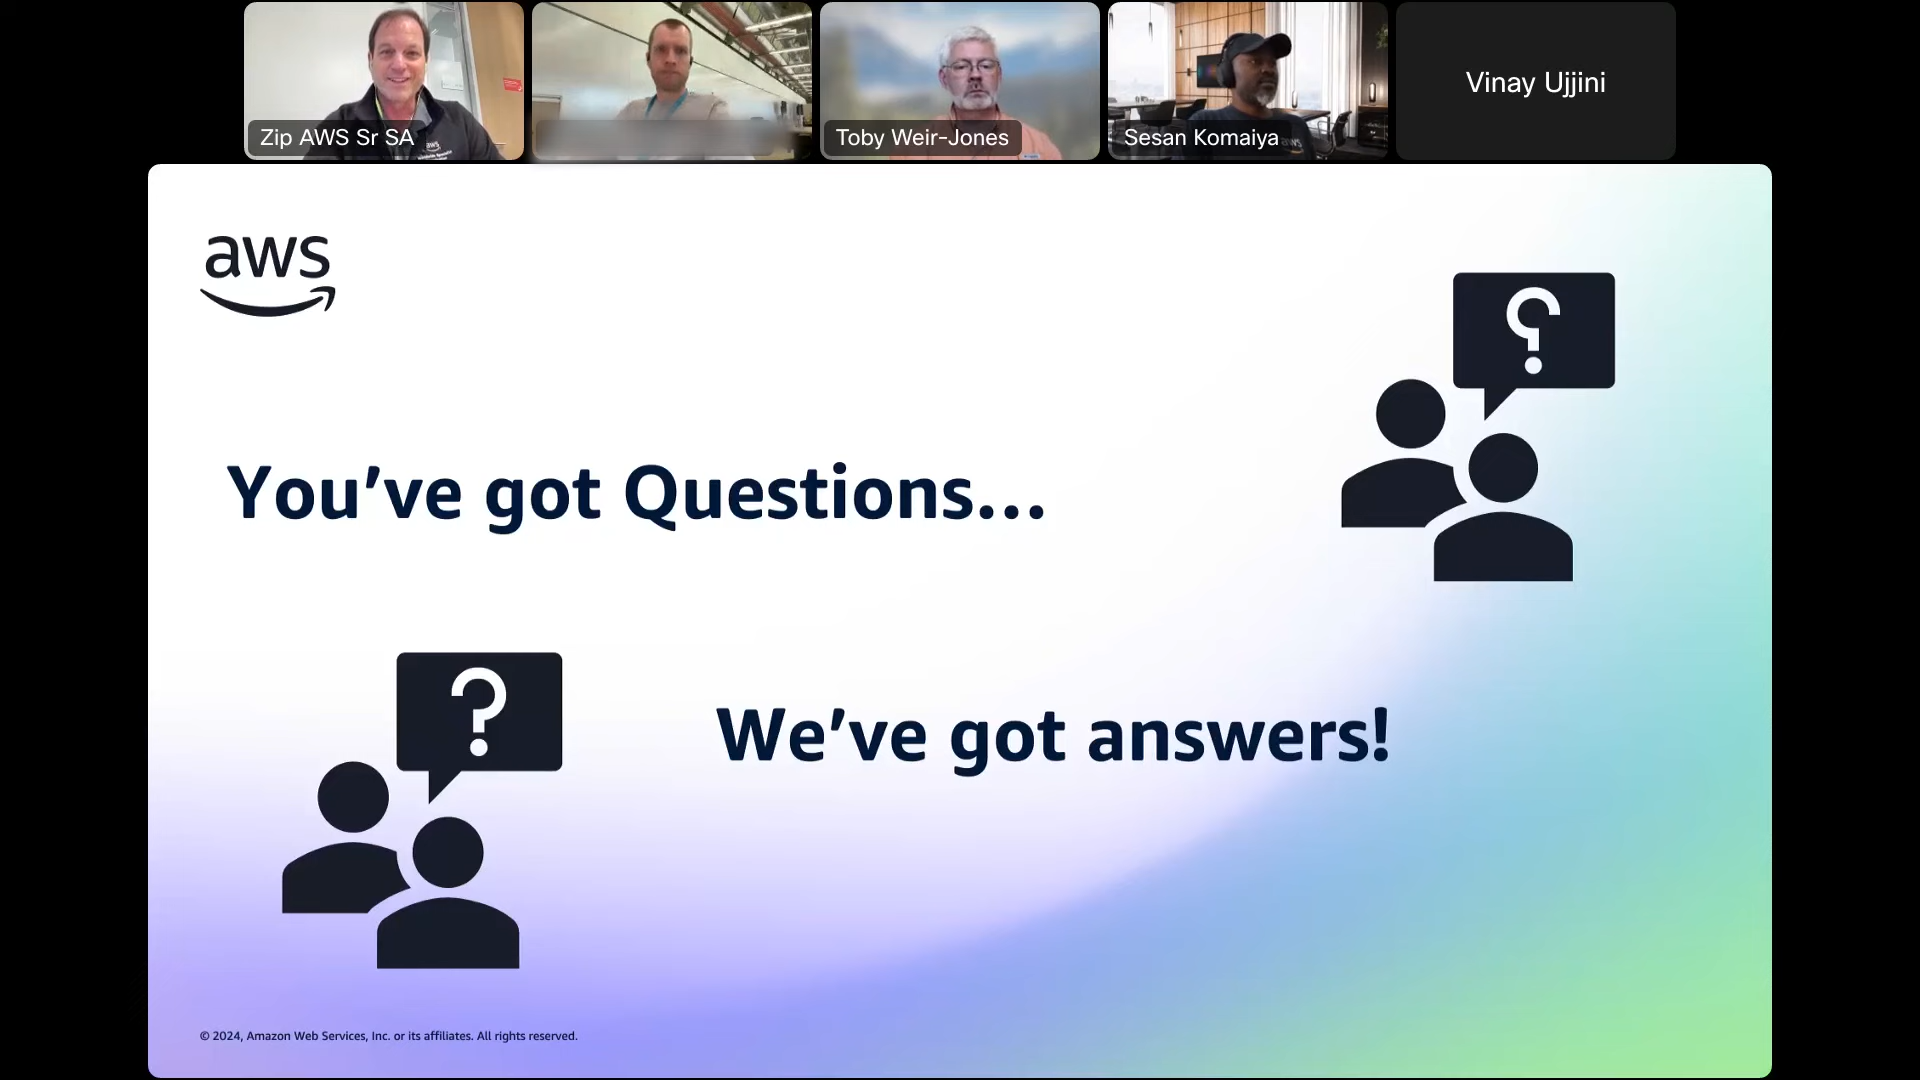 Zip AWS Sr SA
Toby Weir-Jones
Sesan Komaiya
Vinay Ujjini
aws
You’ve got Questions...
?
?
We’ve got answers!
© 2024, Amazon Web Services, Inc. or its affiliates. All rights reserved.